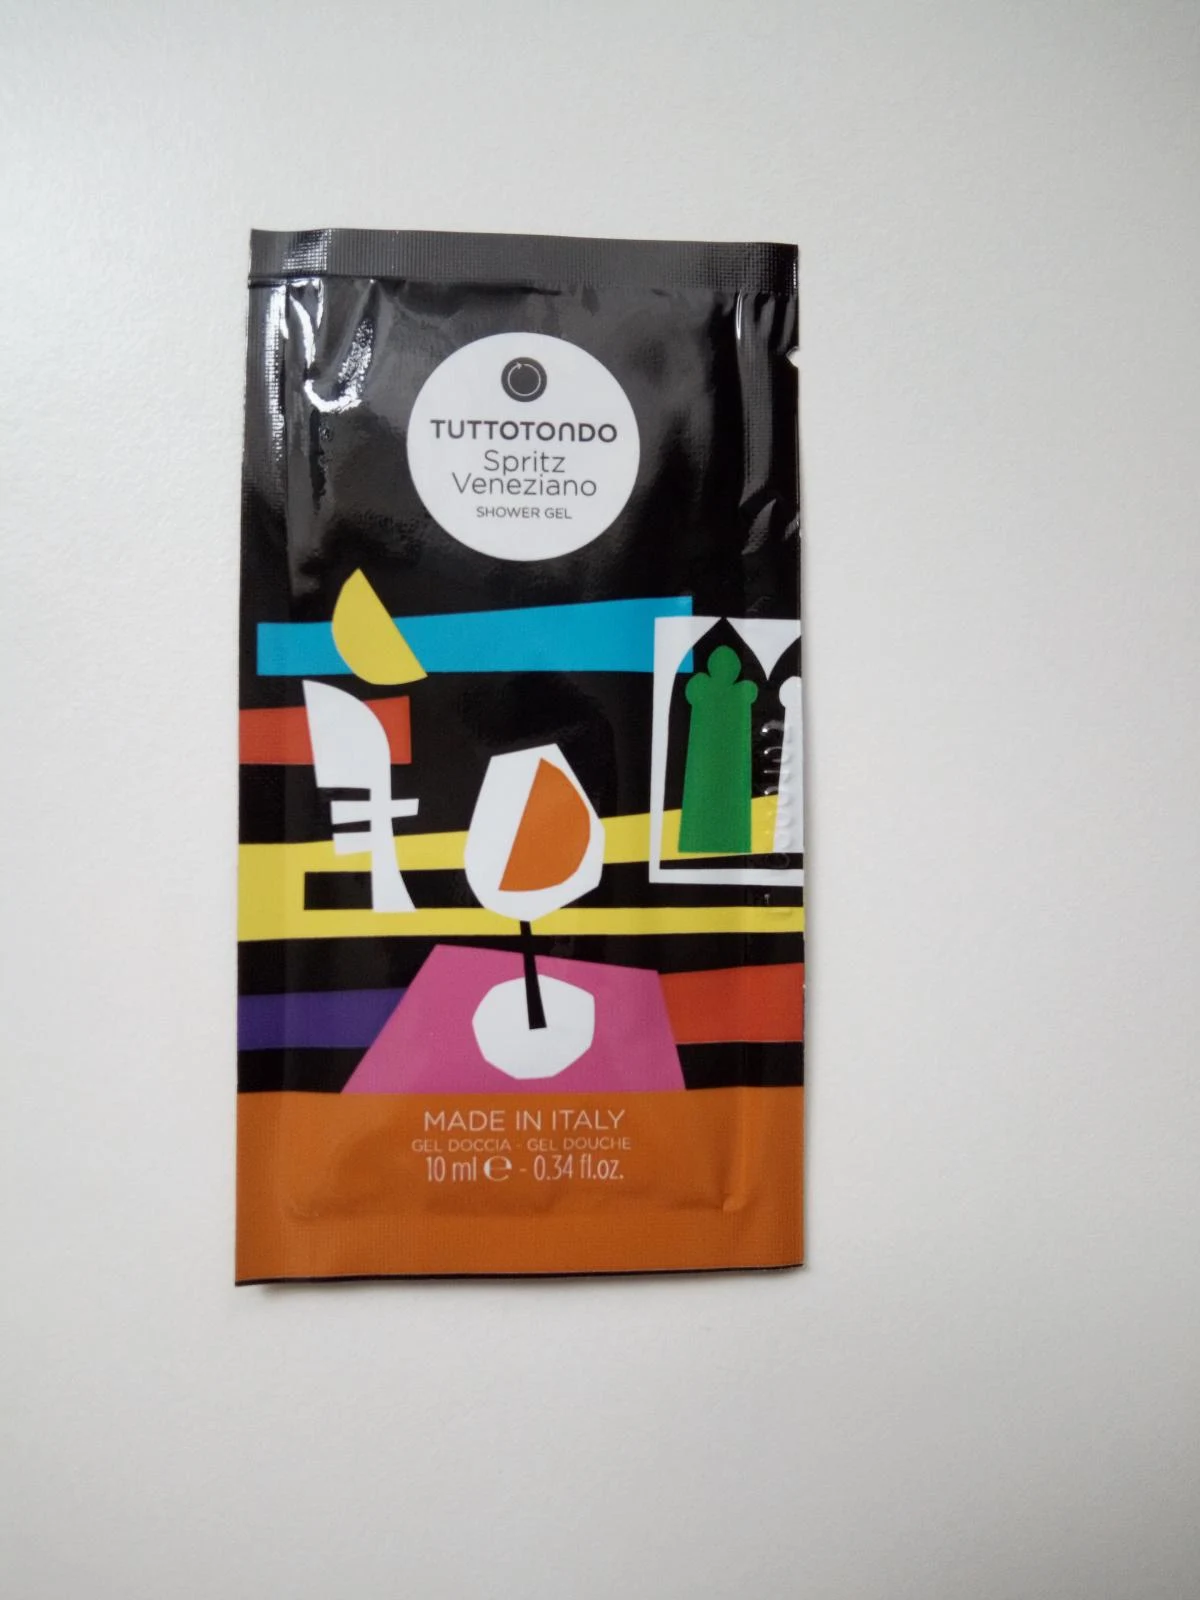 TUTTOTONDO
Spritz
Veneziano
SHOWER GEL
MADE IN ITALY
GEL DOCCIA - GEL DOUCHE
10 ml ℮ - 0.34 fl.oz.